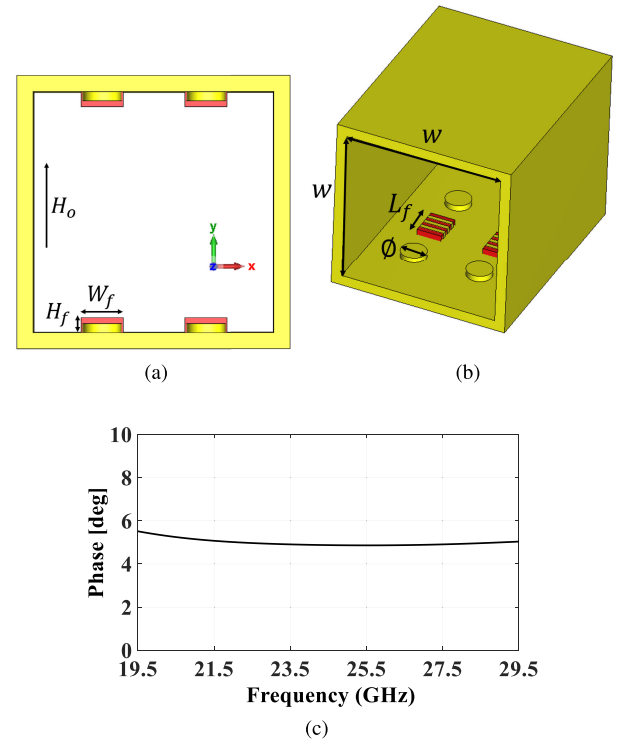 H_o
y
z
x
W_f
H_f
(a)
w
w
L_f
Ø
(b)
10
8
6
4
2
0
Phase [deg]
19.5 21.5 23.5 25.5 27.5 29.5
Frequency (GHz)
(c)